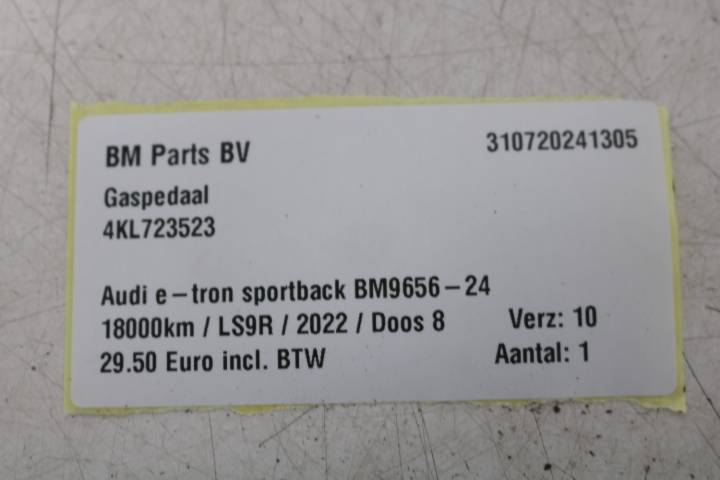 BM Parts BV 310720241305
Gaspedaal
4KL723523
Audi e-tron sportback BM9656-24
18000km / LS9R / 2022 / Doos 8 Verz: 10
29.50 Euro incl. BTW Aantal: 1